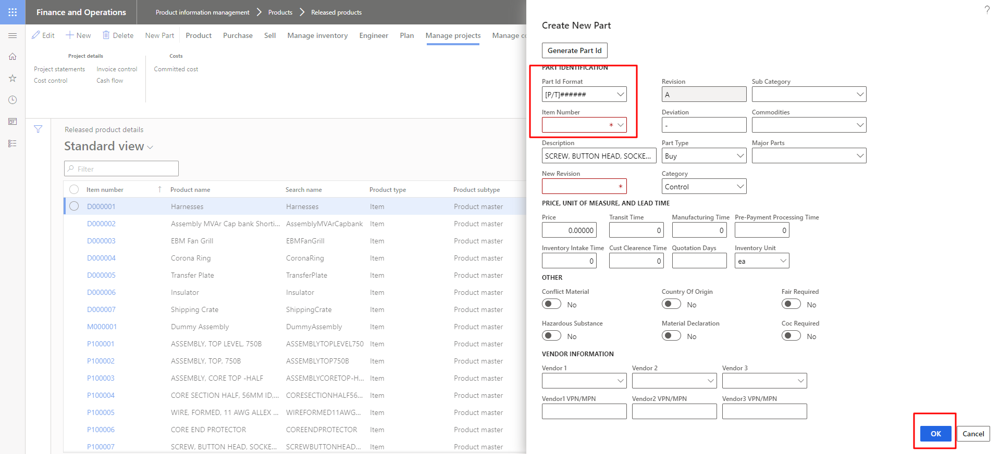 Finance and Operations
Product information management > Products > Released products
?
Edit New Delete New Part Product Purchase Sell Manage inventory Engineer Plan Manage projects Manage co
Project details Costs
Project statements Invoice control Committed cost
Cost control Cash flow
Released product details
Standard view
Filter
Item number Product name Search name Product type Product subtype
D000001 Harnesses Harnesses Item Product master
D000002 Assembly MVAr Cap bank Shorti... AssemblyMVArCapbank Item Product master
D000003 EBM Fan Grill EBMFanGrill Item Product master
D000004 Corona Ring CoronaRing Item Product master
D000005 Transfer Plate TransferPlate Item Product master
D000006 Insulator Insulator Item Product master
D000007 Shipping Crate ShippingCrate Item Product master
M000001 Dummy Assembly DummyAssembly Item Product master
P100001 ASSEMBLY, TOP LEVEL, 750B ASSEMBLYTOPLEVEL750 Item Product master
P100002 ASSEMBLY, TOP, 750B ASSEMBLYTOP750B Item Product master
P100003 ASSEMBLY, CORE TOP -HALF ASSEMBLYCORETOP-H... Item Product master
P100004 CORE SECTION HALF, 56MM ID,... CORESECTIONHALF56... Item Product master
P100005 WIRE, FORMED, 11 AWG ALLEX ... WIREFORMED11AWG... Item Product master
P100006 CORE END PROTECTOR COREENDPROTECTOR Item Product master
P100007 SCREW, BUTTON HEAD, SOCKE... SCREWBUTTONHEAD... Item Product master
Create New Part
Generate Part Id
PART IDENTIFICATION
Part Id Format Revision Sub Category
[P/T]###### A
Item Number Deviation Commodities
* -
Description Part Type Major Parts
SCREW, BUTTON HEAD, SOCKE... Buy
New Revision Category
* Control
PRICE, UNIT OF MEASURE, AND LEAD TIME
Price Transit Time Manufacturing Time Pre-Payment Processing Time
0.00000 0 0 0
Inventory Intake Time Cust Clearence Time Quotation Days Inventory Unit
0 0 ea
OTHER
Conflict Material Country Of Origin Fair Required
No No No
Hazardous Substance Material Declaration Coc Required
No No No
VENDOR INFORMATION
Vendor 1 Vendor 2 Vendor 3
Vendor1 VPN/MPN Vendor2 VPN/MPN Vendor3 VPN/MPN
OK Cancel